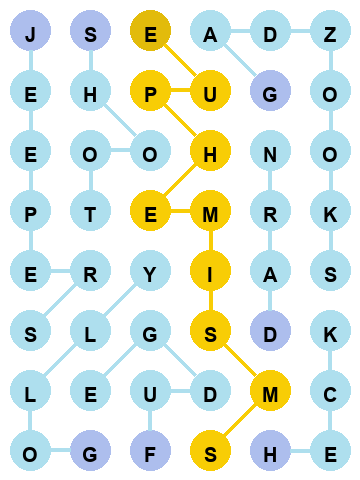 J S E A D Z
E H P U G O
E O O H N O
P T E M R K
E R Y I A S
S L G S D K
L E U D M C
O G F S H E